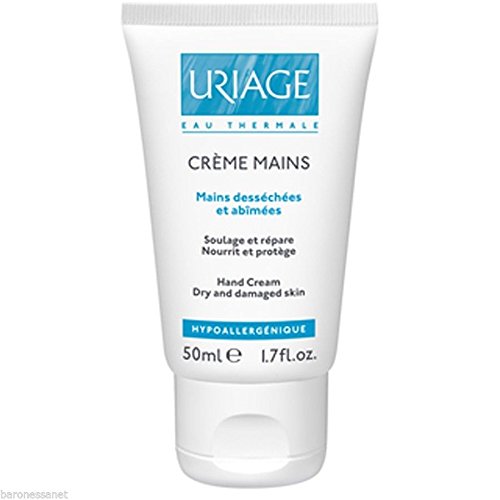 URIAGE
EAU THERMALE
CRÈME MAINS
Mains desséchées
et abîmées
Soulage et répare
Nourrit et protège
Hand Cream
Dry and damaged skin
HYPOALLERGÉNIQUE
50ml e 1.7fl.oz.
baronessanet